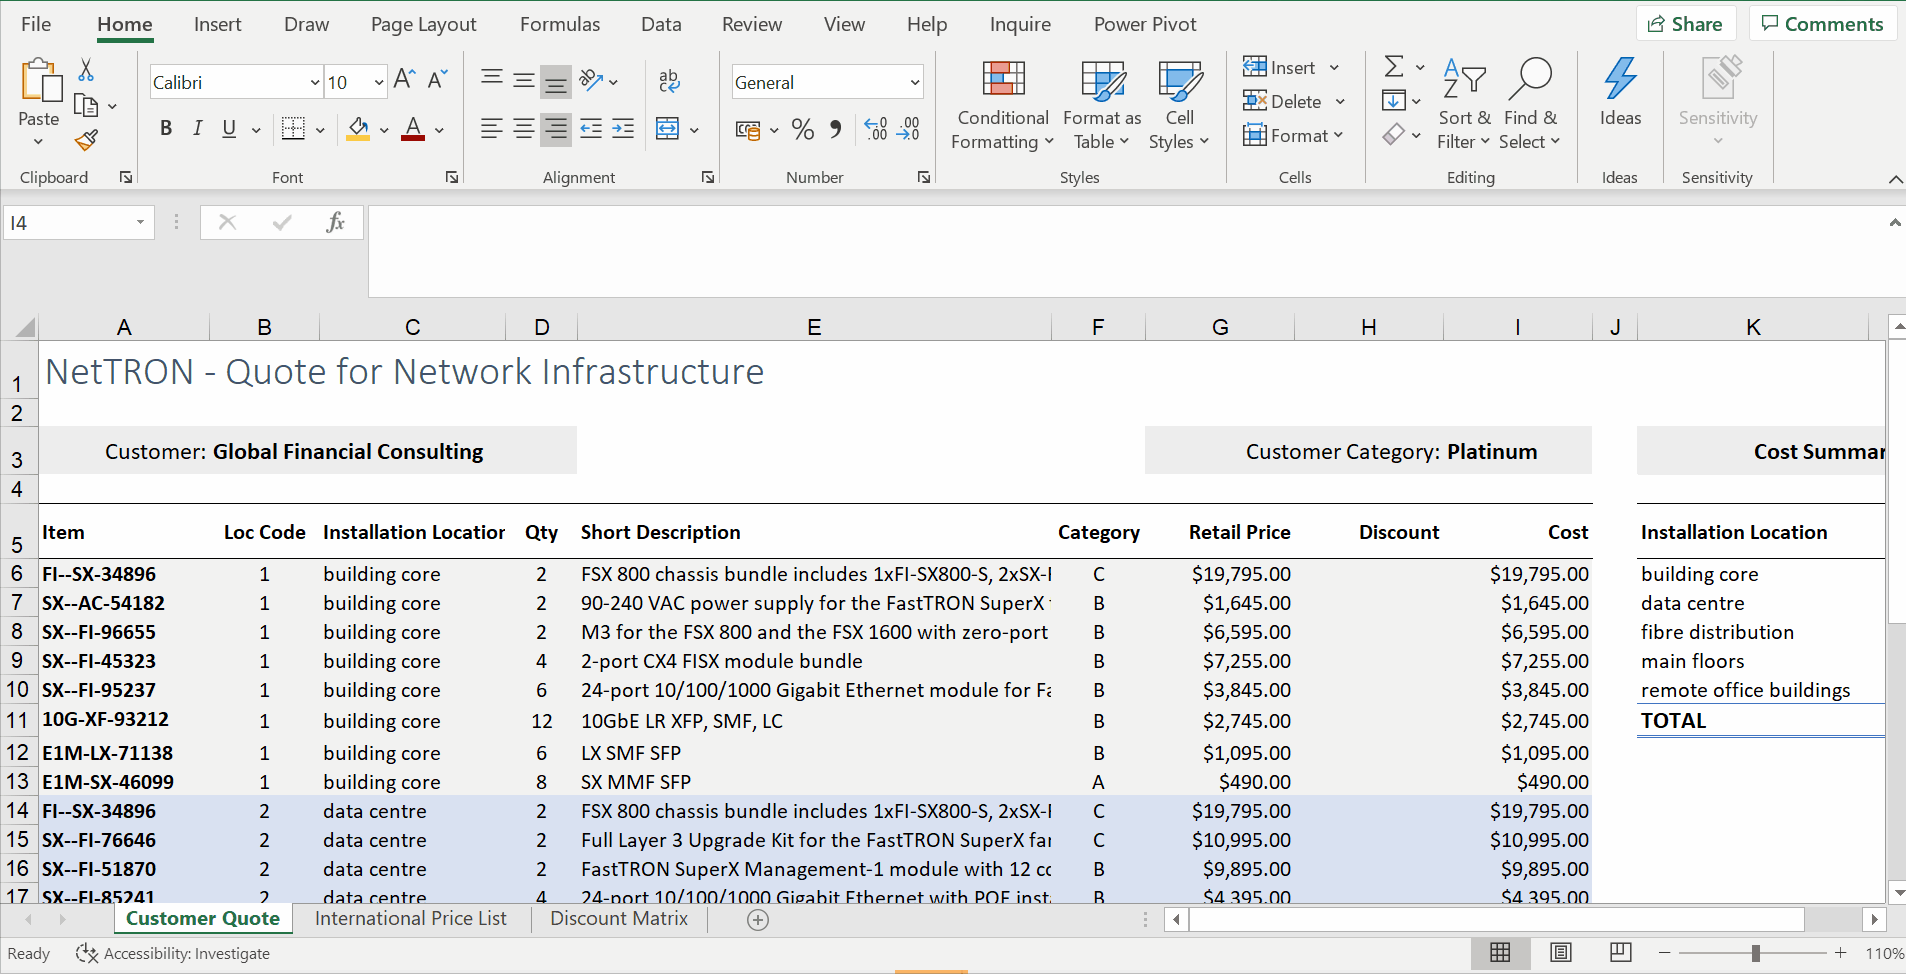 File Home Insert Draw Page Layout Formulas Data Review View Help Inquire Power Pivot Share Comments
Paste
Clipboard
Calibri 10
B I U A
Font
ab
Alignment
General
% .00
Number
Conditional Formatting
Format as Table
Cell Styles
Styles
Insert
Delete
Format
Cells
Sort & Filter
Find & Select
Editing
Ideas
Ideas
Sensitivity
Sensitivity
I4 fx
A B C D E F G H I J K
1 NetTRON - Quote for Network Infrastructure
2
3 Customer: Global Financial Consulting Customer Category: Platinum Cost Summar
4
5 Item Loc Code Installation Location Qty Short Description Category Retail Price Discount Cost Installation Location
6 FI--SX-34896 1 building core 2 FSX 800 chassis bundle includes 1xFI-SX800-S, 2xSX- C $19,795.00 $19,795.00 building core
7 SX--AC-54182 1 building core 2 90-240 VAC power supply for the FastTRON SuperX B $1,645.00 $1,645.00 data centre
8 SX--FI-96655 1 building core 2 M3 for the FSX 800 and the FSX 1600 with zero-port B $6,595.00 $6,595.00 fibre distribution
9 SX--FI-45323 1 building core 4 2-port CX4 FISX module bundle B $7,255.00 $7,255.00 main floors
10 SX--FI-95237 1 building core 6 24-port 10/100/1000 Gigabit Ethernet module for Fa B $3,845.00 $3,845.00 remote office buildings
11 10G-XF-93212 1 building core 12 10GbE LR XFP, SMF, LC B $2,745.00 $2,745.00 TOTAL
12 E1M-LX-71138 1 building core 6 LX SMF SFP B $1,095.00 $1,095.00
13 E1M-SX-46099 1 building core 8 SX MMF SFP A $490.00 $490.00
14 FI--SX-34896 2 data centre 2 FSX 800 chassis bundle includes 1xFI-SX800-S, 2xSX- C $19,795.00 $19,795.00
15 SX--FI-76646 2 data centre 2 Full Layer 3 Upgrade Kit for the FastTRON SuperX far C $10,995.00 $10,995.00
16 SX--FI-51870 2 data centre 2 FastTRON SuperX Management-1 module with 12 co B $9,895.00 $9,895.00
17 SX--FI-85241 2 data centre 4 24-port 10/100/1000 Gigabit Ethernet with POE insta B $4,395.00 $4,395.00
Customer Quote International Price List Discount Matrix
Ready Accessibility: Investigate 110%